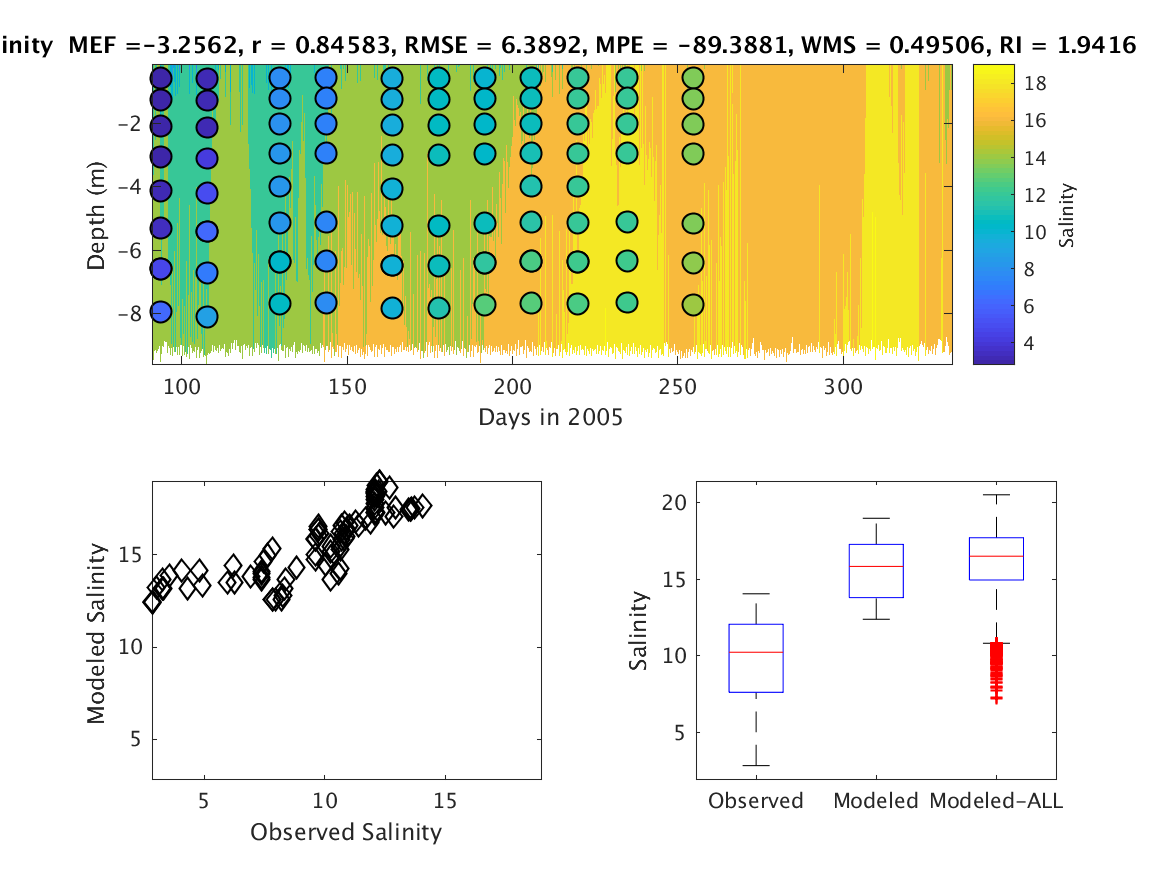 inity MEF =-3.2562, r = 0.84583, RMSE = 6.3892, MPE = -89.3881, WMS = 0.49506, RI = 1.9416
Depth (m)
-2
-4
-6
-8
100 150 200 250 300
Days in 2005
18
16
14
12
10
8
6
4
Salinity
Modeled Salinity
15
10
5
5 10 15
Observed Salinity
Salinity
20
15
10
5
Observed Modeled Modeled-ALL